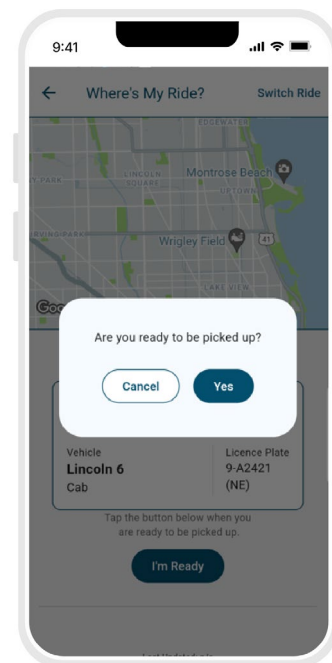 9:41
Where's My Ride?
Switch Ride
EDGEWATER
LINCOLN
SQUARE
Montrose Beach
UPTOWN
Wrigley Field
41
LAKE VIEW
Are you ready to be picked up?
Cancel
Yes
Vehicle
Licence Plate
Lincoln 6
9-A2421
Cab
(NE)
Tap the button below when you
are ready to be picked up.
I'm Ready